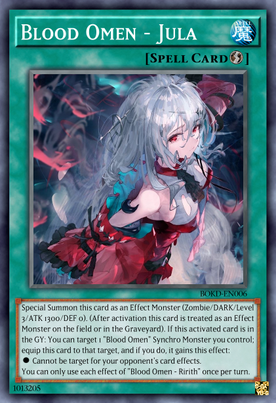 BLOOD OMEN - JULA
魔
[SPELL CARD]
BOKD-EN006
Special Summon this card as an Effect Monster (Zombie/DARK/Level
3/ATK 1300/DEF 0). (After activation this card is treated as an Effect
Monster on the field or in the Graveyard). If this activated card is in
the GY: You can target 1 "Blood Omen" Synchro Monster you control;
equip this card to that target, and if you do, it gains this effect:
● Cannot be target for your opponent's card effects.
You can only use each effect of "Blood Omen - Ririth" once per turn.
1013205